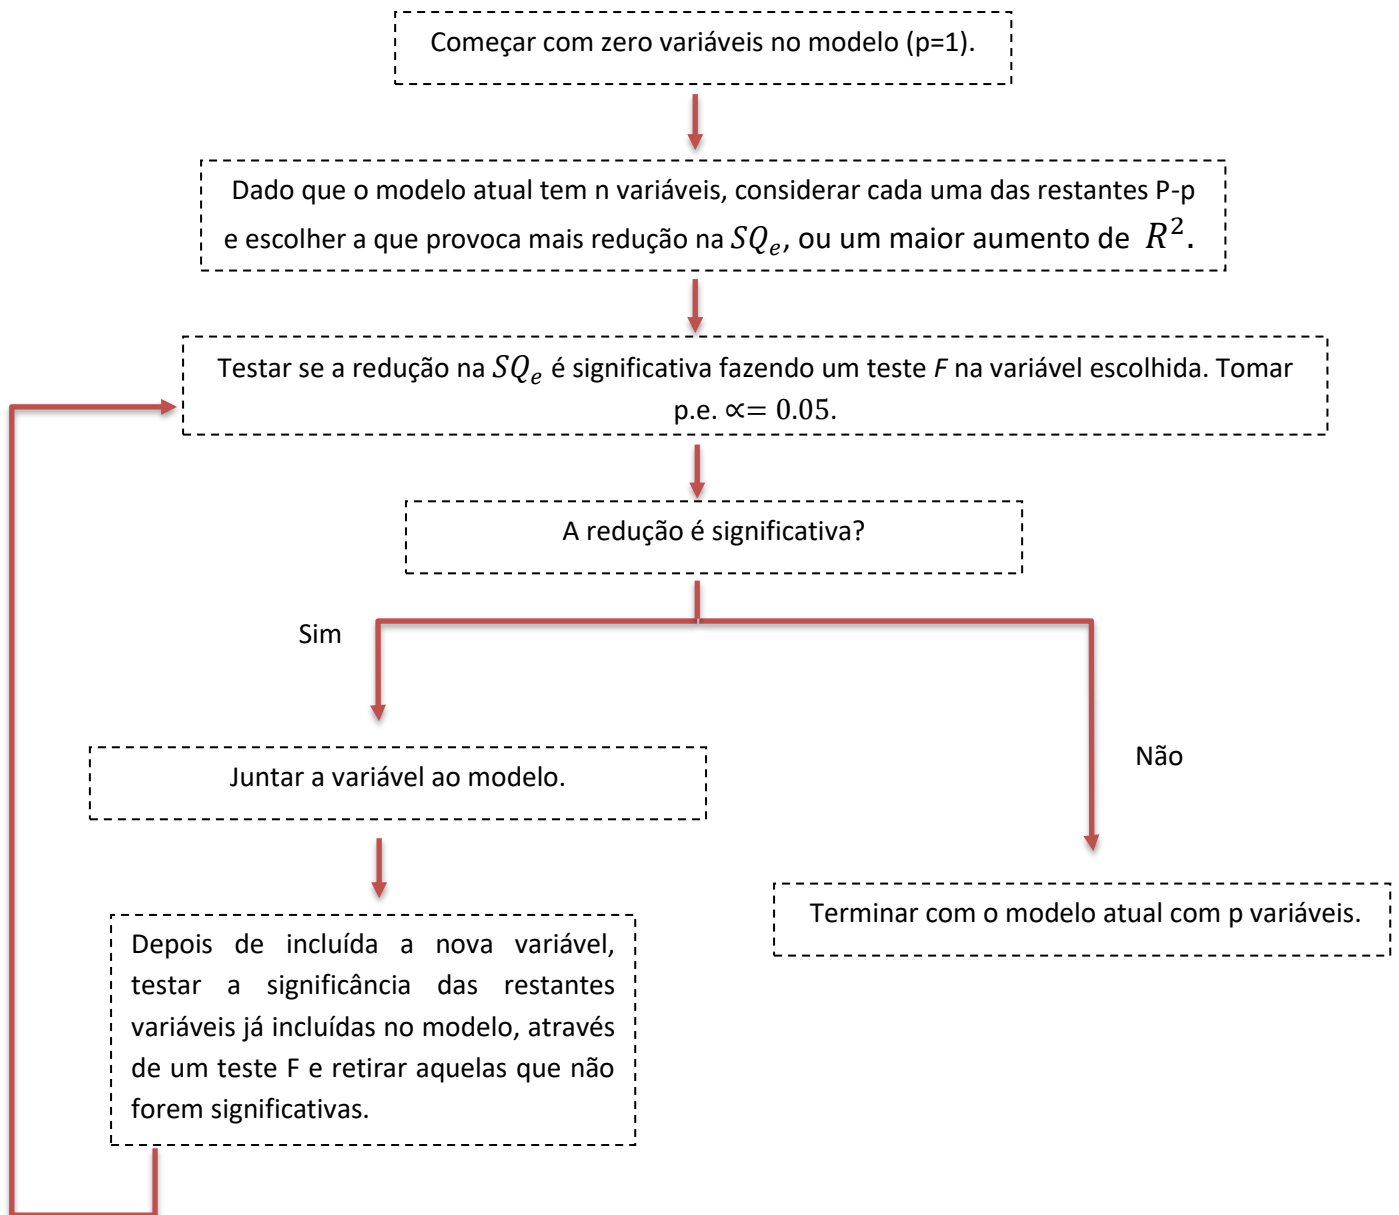 Começar com zero variáveis no modelo (p=1).
Dado que o modelo atual tem n variáveis, considerar cada uma das restantes P-p
e escolher a que provoca mais redução na $SQ_e$, ou um maior aumento de $R^2$.
Testar se a redução na $SQ_e$ é significativa fazendo um teste F na variável escolhida. Tomar
p.e. ∝= 0.05.
A redução é significativa?
Sim
Não
Juntar a variável ao modelo.
Terminar com o modelo atual com p variáveis.
Depois de incluída a nova variável,
testar a significância das restantes
variáveis já incluídas no modelo, através
de um teste F e retirar aquelas que não
forem significativas.